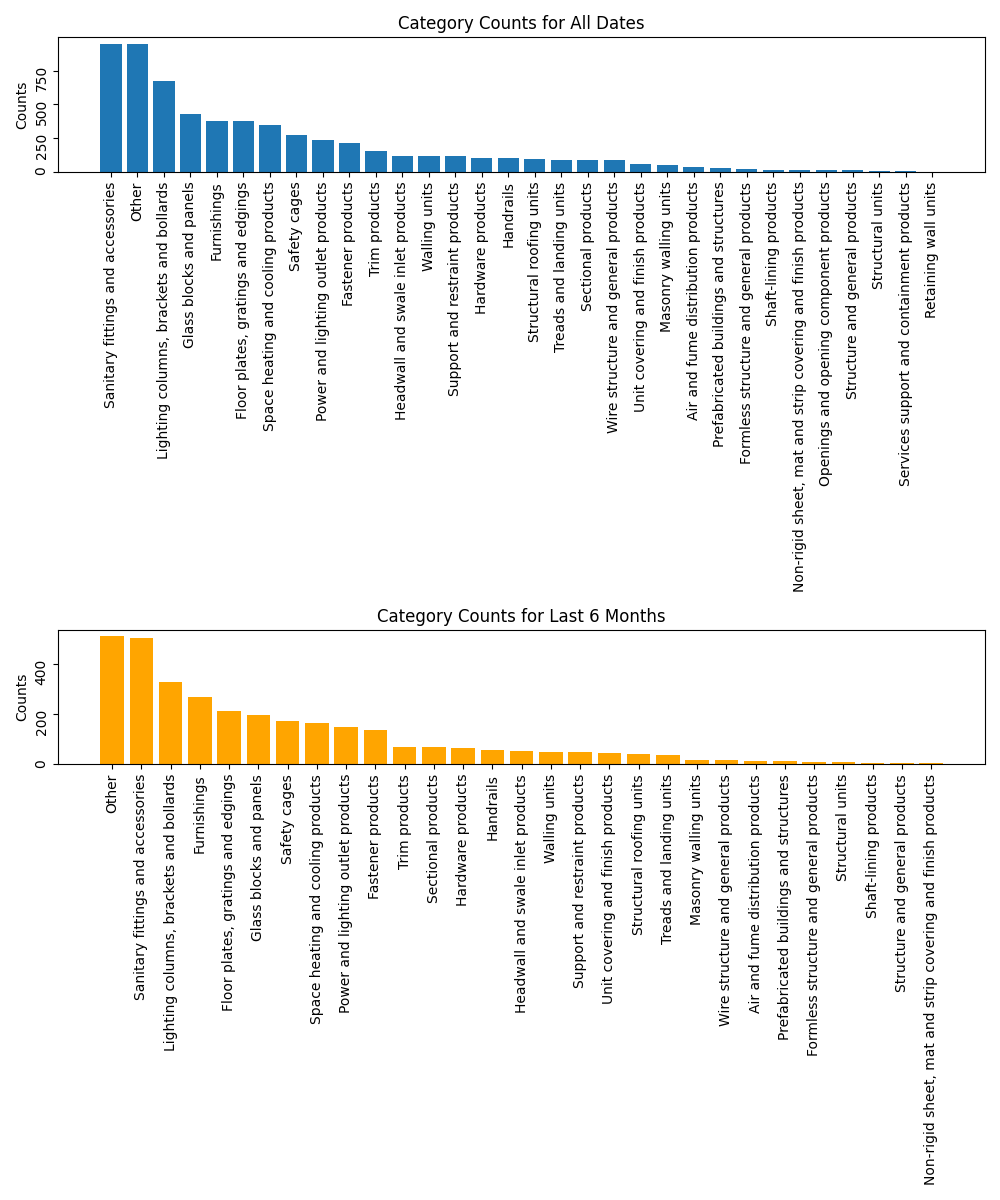 Category Counts for All Dates
Counts
750
500
250
0
Sanitary fittings and accessories
Other
Lighting columns, brackets and bollards
Glass blocks and panels
Furnishings
Floor plates, gratings and edgings
Space heating and cooling products
Safety cages
Power and lighting outlet products
Fastener products
Trim products
Headwall and swale inlet products
Walling units
Support and restraint products
Hardware products
Handrails
Structural roofing units
Treads and landing units
Sectional products
Wire structure and general products
Unit covering and finish products
Masonry walling units
Air and fume distribution products
Prefabricated buildings and structures
Formless structure and general products
Shaft-lining products
Non-rigid sheet, mat and strip covering and finish products
Openings and opening component products
Structure and general products
Structural units
Services support and containment products
Retaining wall units
Category Counts for Last 6 Months
Counts
400
200
0
Other
Sanitary fittings and accessories
Lighting columns, brackets and bollards
Furnishings
Floor plates, gratings and edgings
Glass blocks and panels
Safety cages
Space heating and cooling products
Power and lighting outlet products
Fastener products
Trim products
Sectional products
Hardware products
Handrails
Headwall and swale inlet products
Walling units
Support and restraint products
Unit covering and finish products
Structural roofing units
Treads and landing units
Masonry walling units
Wire structure and general products
Air and fume distribution products
Prefabricated buildings and structures
Formless structure and general products
Structural units
Shaft-lining products
Structure and general products
Non-rigid sheet, mat and strip covering and finish products